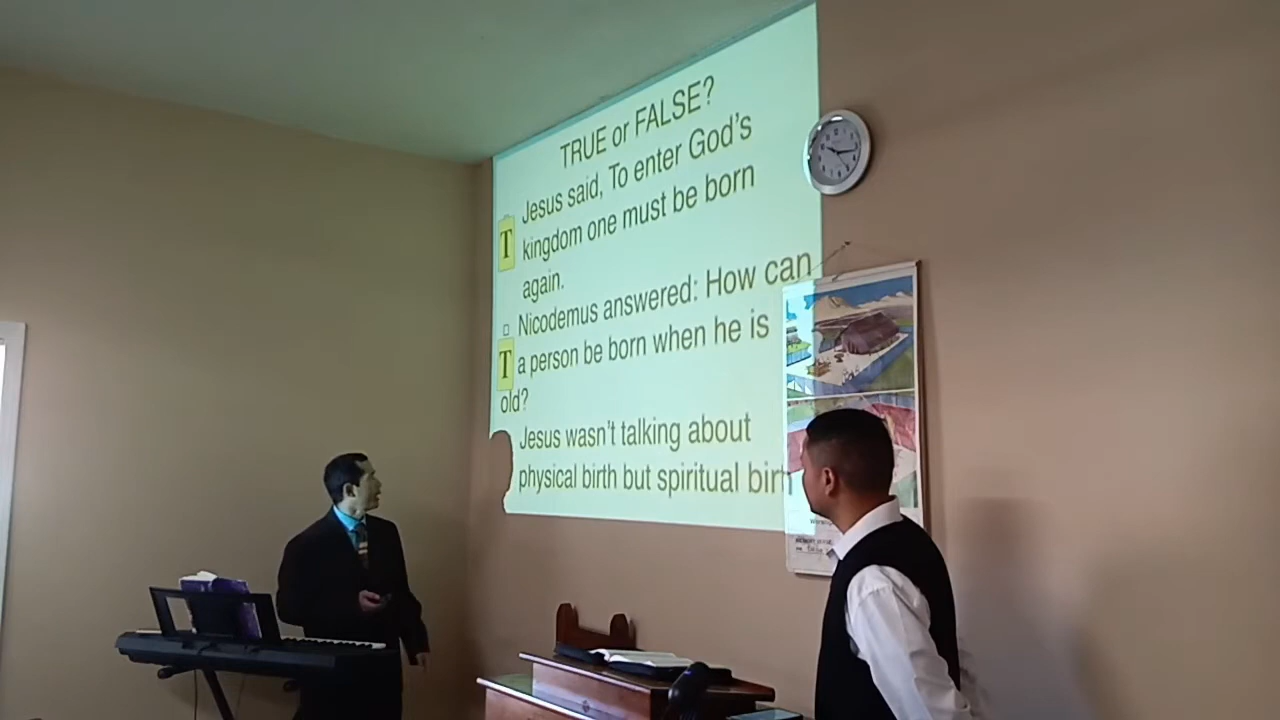 TRUE or FALSE?
Jesus said, To enter God's
T kingdom one must be born
again.
Nicodemus answered: How can
T a person be born when he is
old?
Jesus wasn't talking about
physical birth but spiritual birth